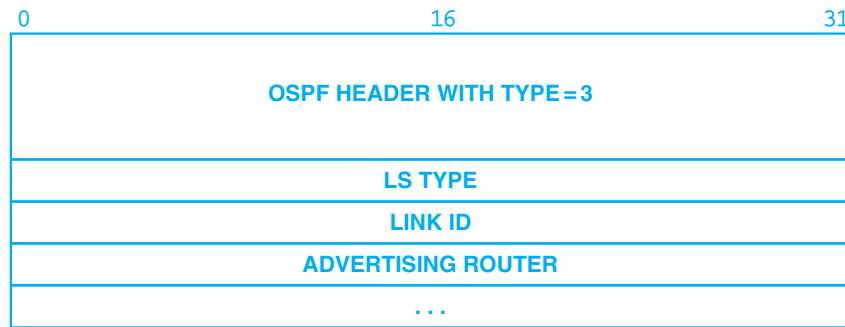 0 16 31
OSPF HEADER WITH TYPE=3
LS TYPE
LINK ID
ADVERTISING ROUTER
. . .